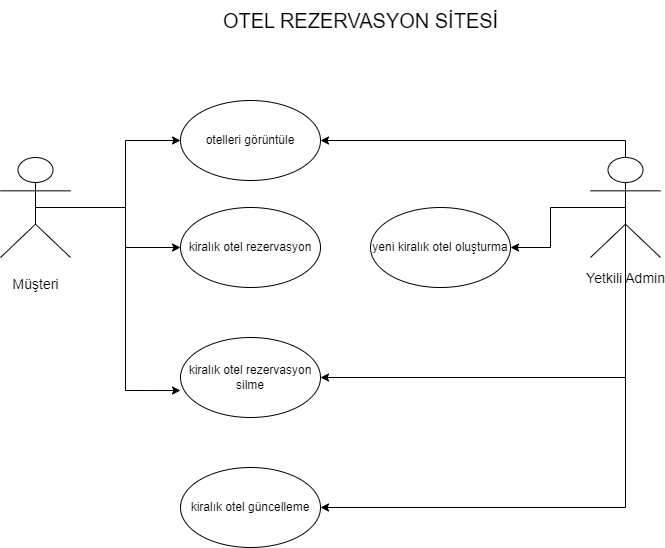 OTEL REZERVASYON SİTESİ
otelleri görüntüle
kiralık otel rezervasyon
yeni kiralık otel oluşturma
Müşteri
Yetkili Admin
kiralık otel rezervasyon
silme
kiralık otel güncelleme